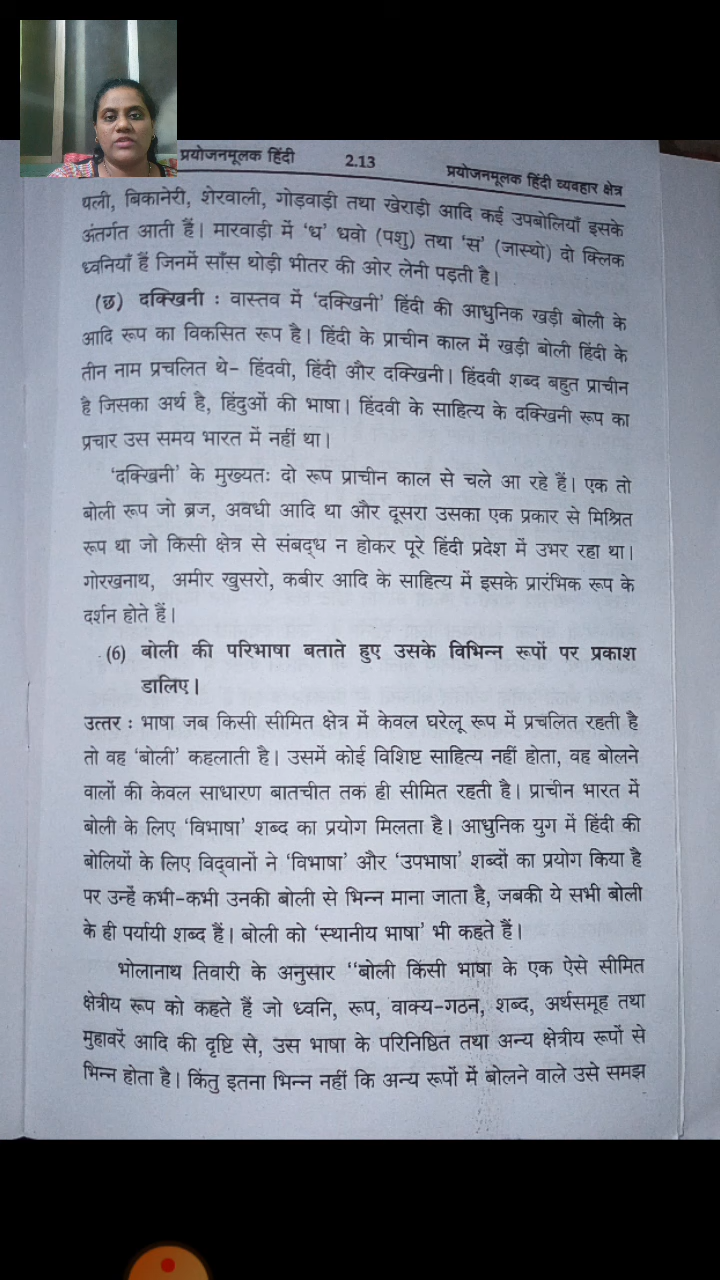 प्रयोजनमूलक हिंदी 2.13 प्रयोजनमूलक हिंदी व्यवहार क्षेत्र
थली, बिकानेरी, शेरवाली, गोड़वाड़ी तथा खेराड़ी आदि कई उपबोलियाँ इसके
अंतर्गत आती हैं। मारवाड़ी में ‘ध’ धवो (पशु) तथा ‘स’ (जास्थो) दो क्लिक
ध्वनियाँ हैं जिनमें साँस थोड़ी भीतर की ओर लेनी पड़ती है।
(छ) दक्खिनी : वास्तव में ‘दक्खिनी’ हिंदी की आधुनिक खड़ी बोली के
आदि रूप का विकसित रूप है। हिंदी के प्राचीन काल में खड़ी बोली हिंदी के
तीन नाम प्रचलित थे- हिंदवी, हिंदी और दक्खिनी। हिंदवी शब्द बहुत प्राचीन
है जिसका अर्थ है, हिंदुओं की भाषा। हिंदवी के साहित्य के दक्खिनी रूप का
प्रचार उस समय भारत में नहीं था।
‘दक्खिनी’ के मुख्यतः दो रूप प्राचीन काल से चले आ रहे हैं। एक तो
बोली रूप जो ब्रज, अवधी आदि था और दूसरा उसका एक प्रकार से मिश्रित
रूप था जो किसी क्षेत्र से संबद्ध न होकर पूरे हिंदी प्रदेश में उभर रहा था।
गोरखनाथ, अमीर खुसरो, कबीर आदि के साहित्य में इसके प्रारंभिक रूप के
दर्शन होते हैं।
(6) बोली की परिभाषा बताते हुए उसके विभिन्न रूपों पर प्रकाश
डालिए।
उत्तर : भाषा जब किसी सीमित क्षेत्र में केवल घरेलू रूप में प्रचलित रहती है
तो वह ‘बोली’ कहलाती है। उसमें कोई विशिष्ट साहित्य नहीं होता, वह बोलने
वालों की केवल साधारण बातचीत तक ही सीमित रहती है। प्राचीन भारत में
बोली के लिए ‘विभाषा’ शब्द का प्रयोग मिलता है। आधुनिक युग में हिंदी की
बोलियों के लिए विद्वानों ने ‘विभाषा’ और ‘उपभाषा’ शब्दों का प्रयोग किया है
पर उन्हें कभी-कभी उनकी बोली से भिन्न माना जाता है, जबकी ये सभी बोली
के ही पर्यायी शब्द हैं। बोली को ‘स्थानीय भाषा’ भी कहते हैं।
भोलानाथ तिवारी के अनुसार “बोली किसी भाषा के एक ऐसे सीमित
क्षेत्रीय रूप को कहते हैं जो ध्वनि, रूप, वाक्य-गठन, शब्द, अर्थसमूह तथा
मुहावरें आदि की दृष्टि से, उस भाषा के परिनिष्ठित तथा अन्य क्षेत्रीय रूपों से
भिन्न होता है। किंतु इतना भिन्न नहीं कि अन्य रूपों में बोलने वाले उसे समझ